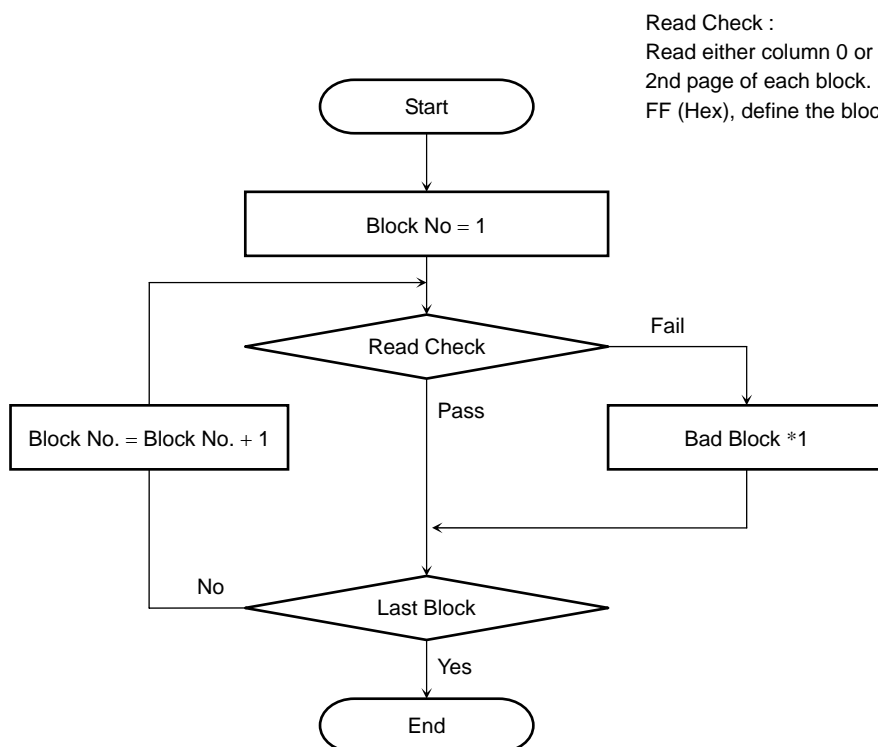 Read Check :
Read either column 0 or
2nd page of each block.
FF (Hex), define the
Start
Block No = 1
Read Check
Fail
Pass
Block No. = Block No. + 1
Bad Block *1
No
Last Block
Yes
End